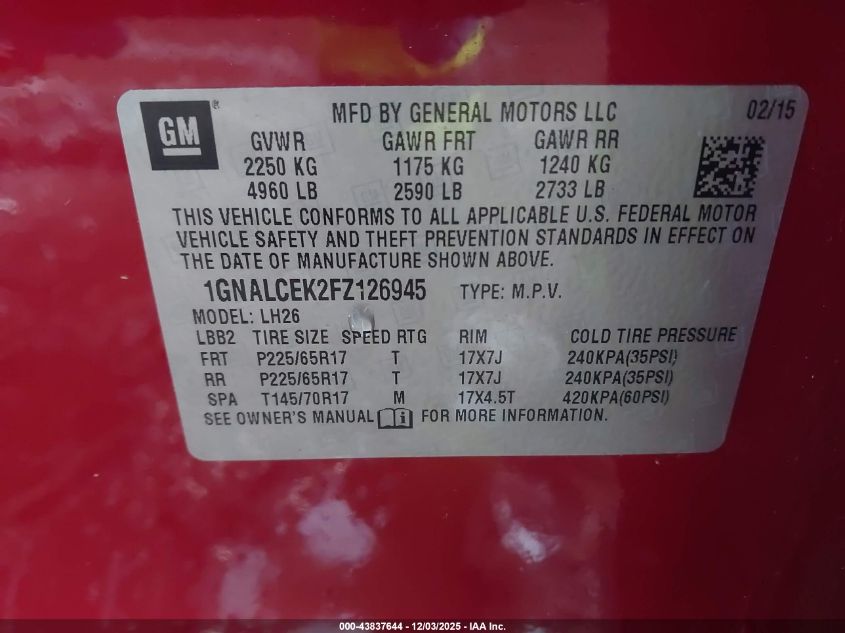 GM®
MFD BY GENERAL MOTORS LLC 02/15
GVWR GAWR FRT GAWR RR
2250 KG 1175 KG 1240 KG
4960 LB 2590 LB 2733 LB
THIS VEHICLE CONFORMS TO ALL APPLICABLE U.S. FEDERAL MOTOR
VEHICLE SAFETY AND THEFT PREVENTION STANDARDS IN EFFECT ON
THE DATE OF MANUFACTURE SHOWN ABOVE.
1GNALCEK2FZ126945 TYPE: M.P.V.
MODEL: LH26
LBB2 TIRE SIZE SPEED RTG RIM COLD TIRE PRESSURE
FRT P225/65R17 T 17X7J 240KPA(35PSI)
RR P225/65R17 T 17X7J 240KPA(35PSI)
SPA T145/70R17 M 17X4.5T 420KPA(60PSI)
SEE OWNER'S MANUAL i FOR MORE INFORMATION.
000-43837644 - 12/03/2025 - IAA Inc.